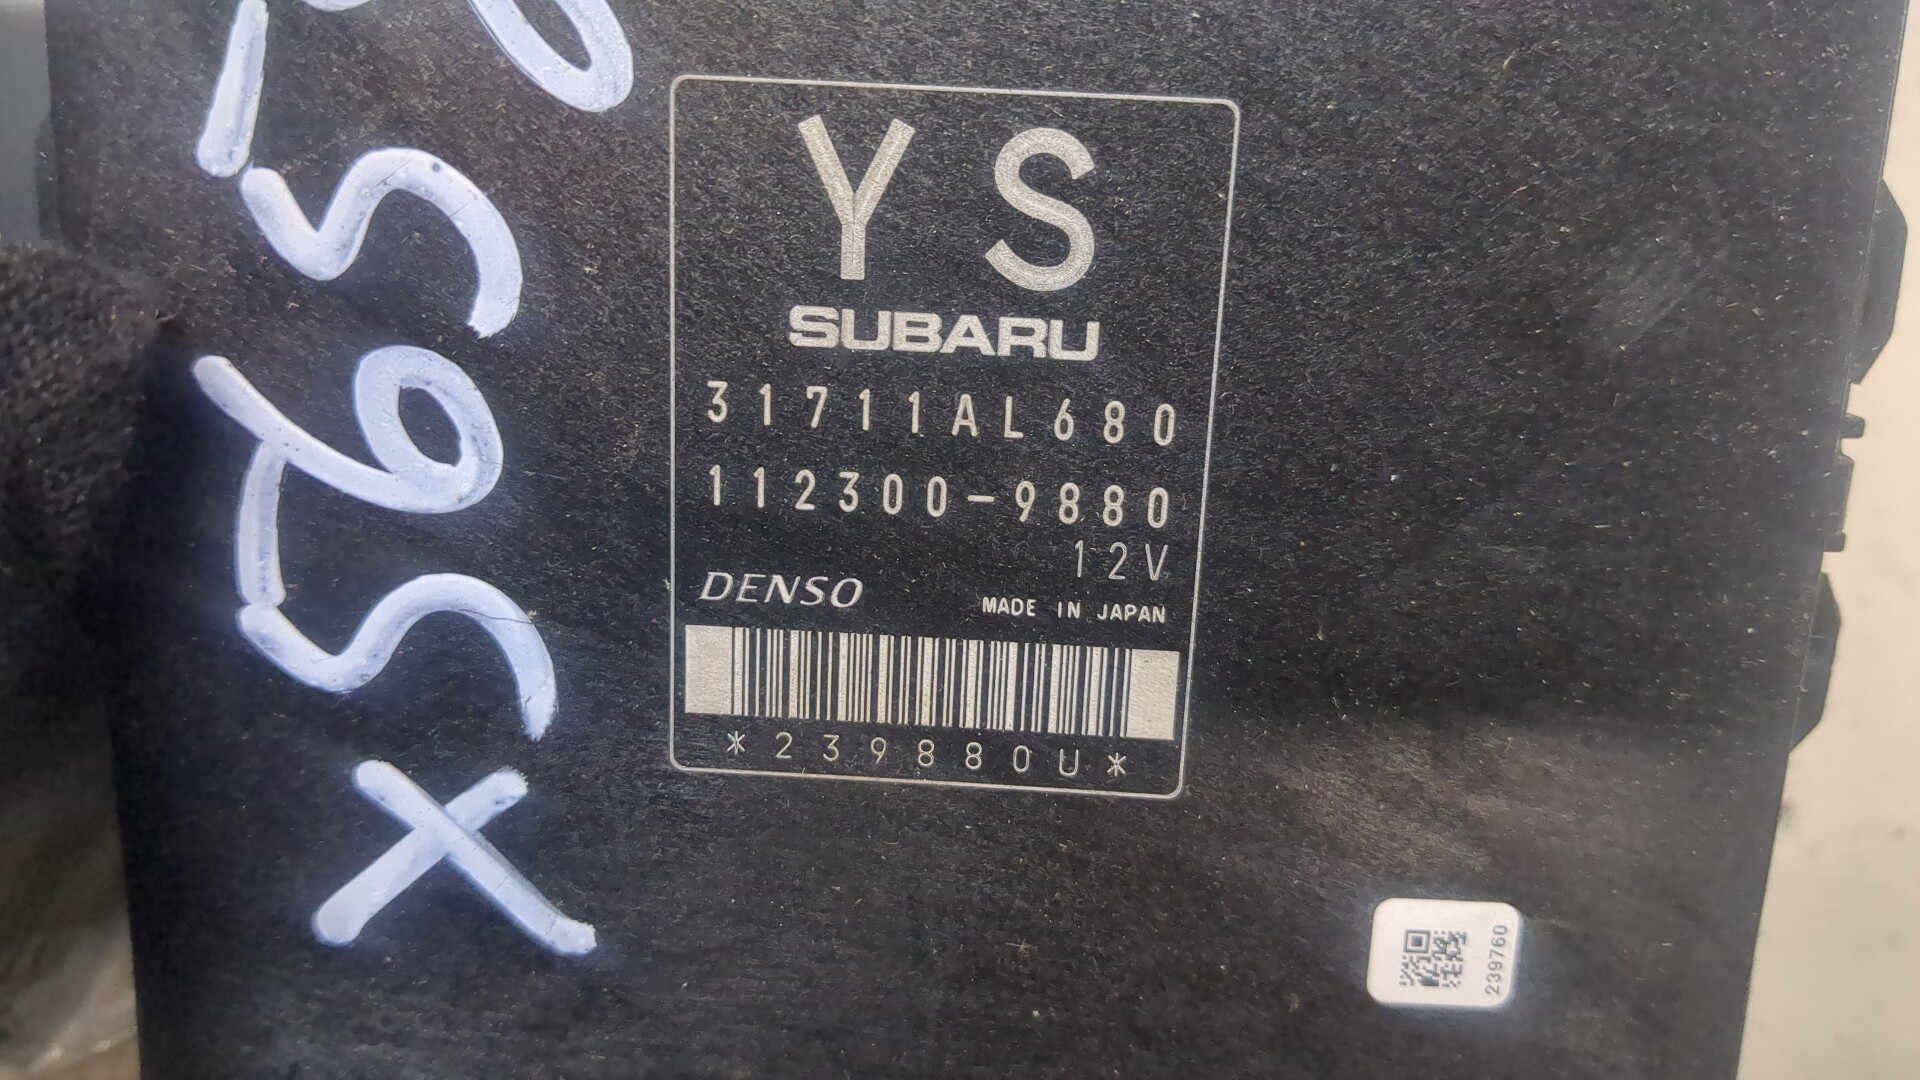 YS
SUBARU
31711AL680
112300-9880
12V
DENSO
MADE IN JAPAN
*239880U*
239760